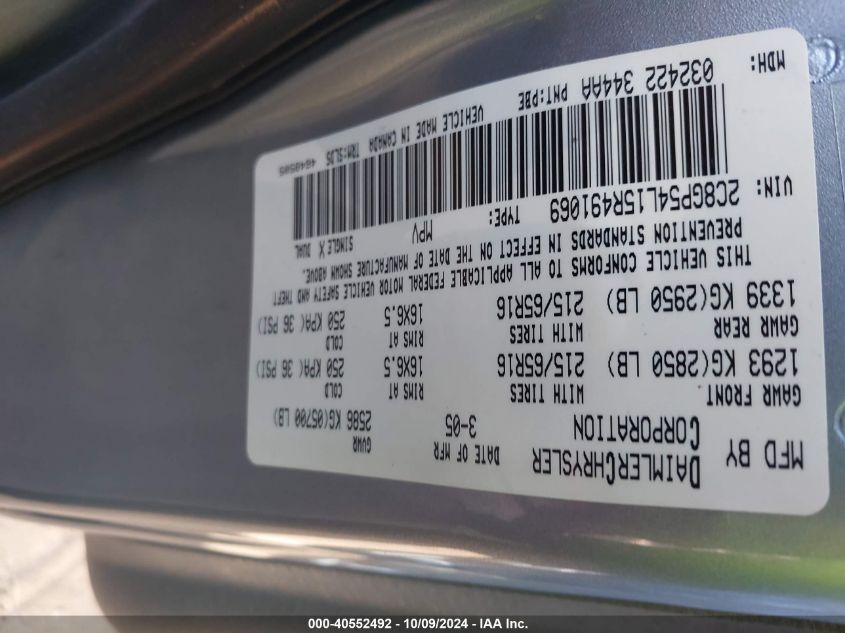 MFD BY DAIMLERCHRYSLER CORPORATION
DATE OF MFR 3-05
GVWR 2586 KG(05700 LB)
GAWR FRONT WITH TIRES RIMS AT COLD
1293 KG(2850 LB) 215/65R16 16X6.5 250 KPA( 36 PSI)
GAWR REAR WITH TIRES RIMS AT COLD
1339 KG(2950 LB) 215/65R16 16X6.5 250 KPA( 36 PSI)
THIS VEHICLE CONFORMS TO ALL APPLICABLE FEDERAL MOTOR VEHICLE SAFETY AND THEFT
PREVENTION STANDARDS IN EFFECT ON THE DATE OF MANUFACTURE SHOWN ABOVE.
VIN: 2C8GP54L15R491069 TYPE: MPV SINGLE X DUAL
MDH: 032422 344AA PNT:PBE VEHICLE MADE IN CANADA TRM:SLD5 4648505
000-40552492 - 10/09/2024 - IAA Inc.